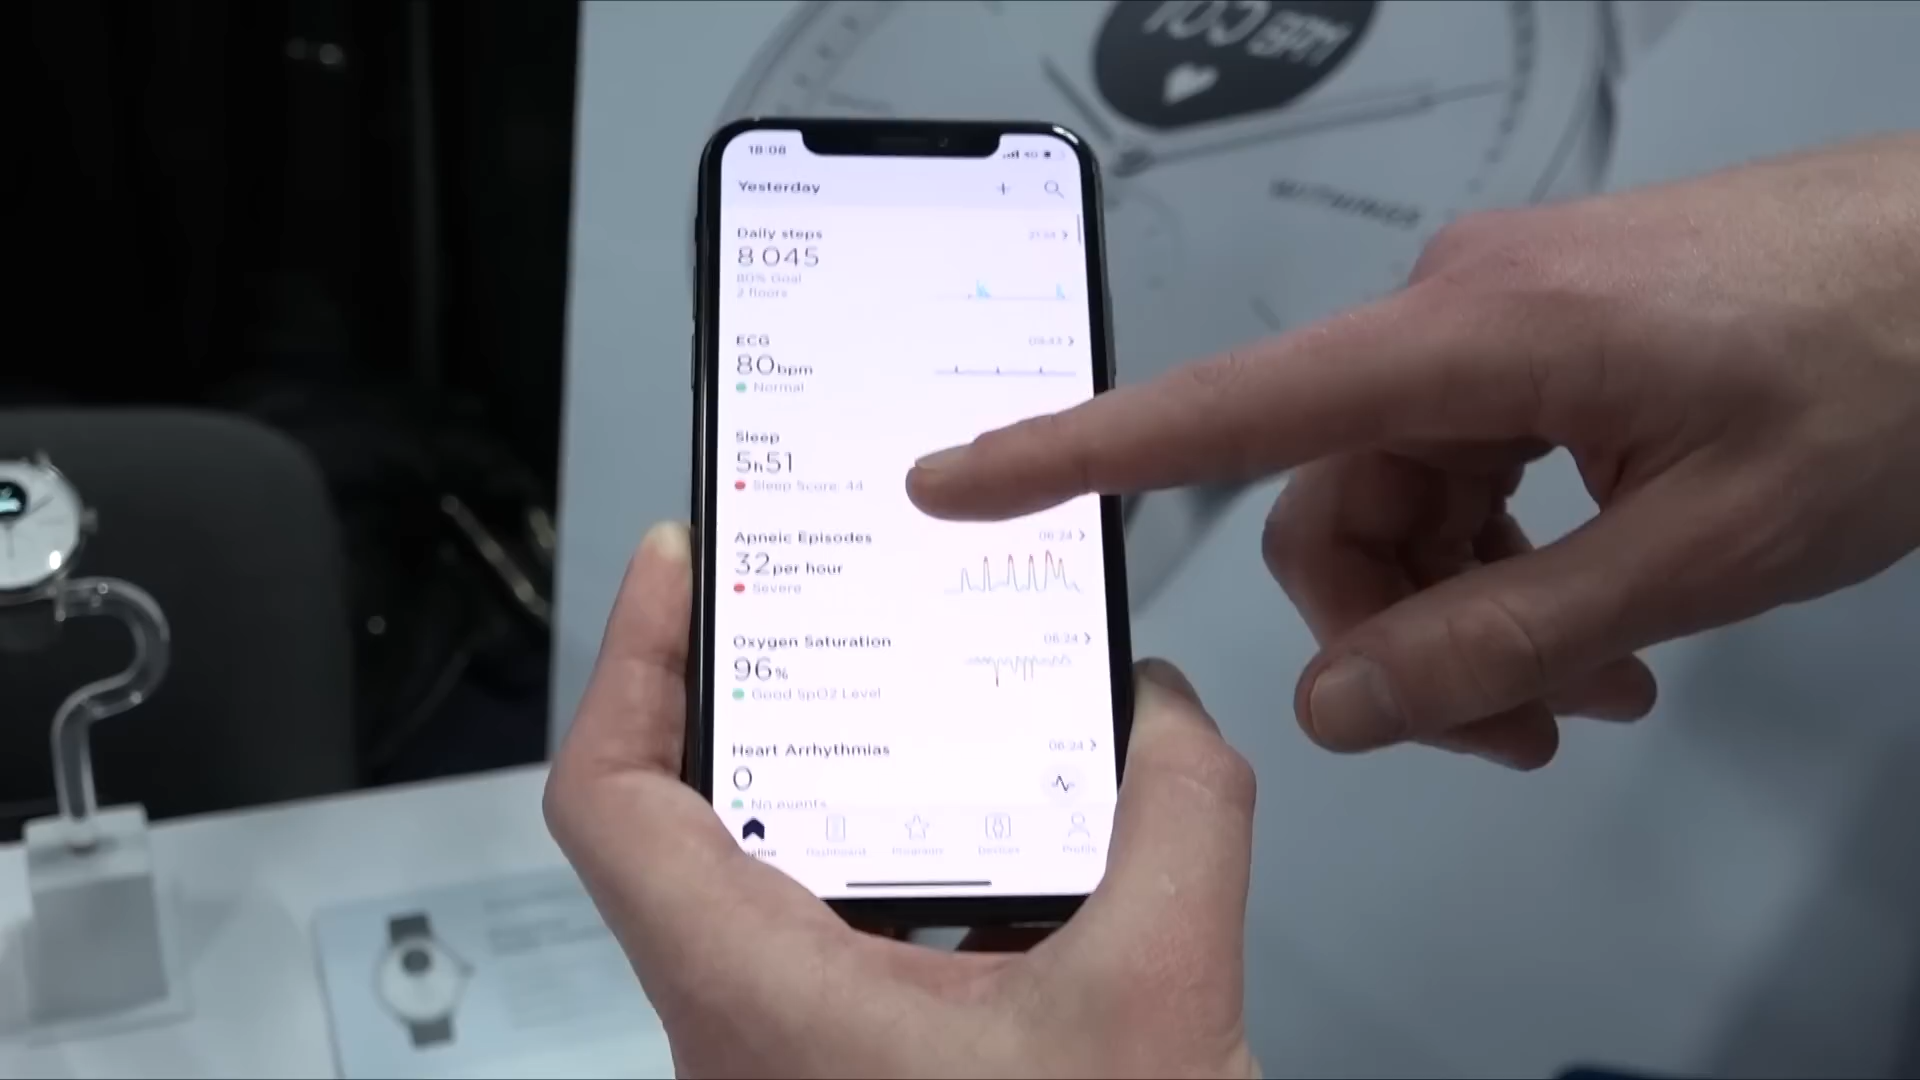 18:08
Yesterday
Daily steps
8 045
80% Goal
2 floors
ECG
80bpm
Normal
Sleep
5h51
Sleep Score: 44
Apneic Episodes
06:24
32per hour
Severe
Oxygen Saturation
06:24
96%
Good SpO2 Level
Heart Arrhythmias
06:24
0
No events
Dashboard
Programs
Devices
Profile